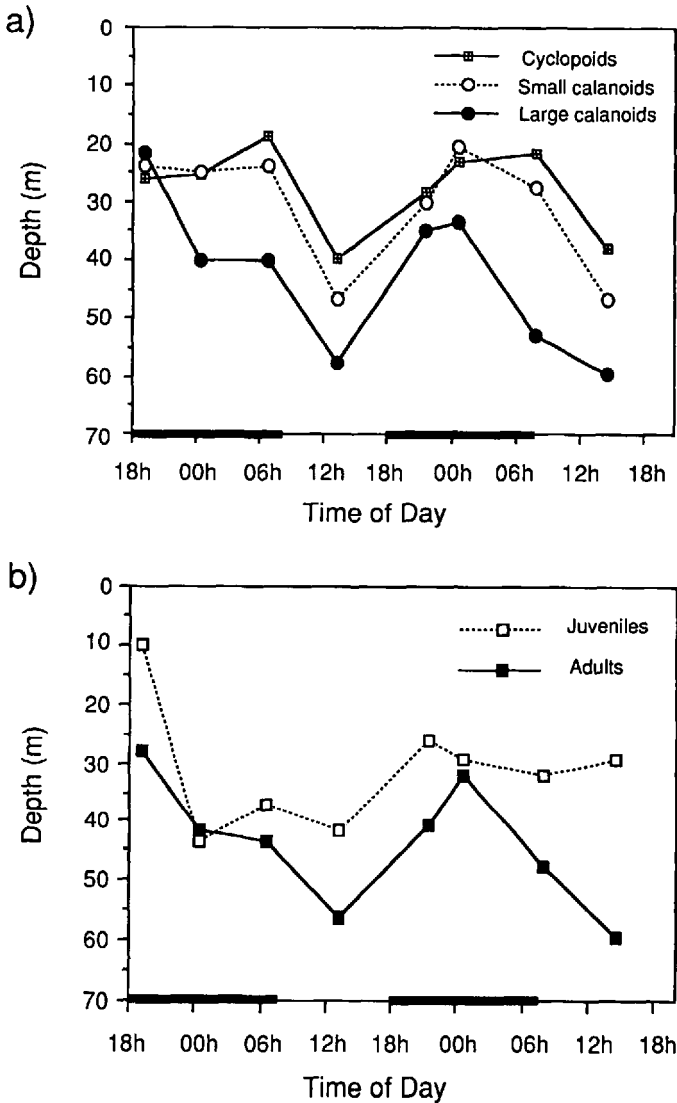 a)
0
10
20
30
40
50
60
70
Depth (m)
Cyclopoids
Small calanoids
Large calanoids
18h 00h 06h 12h 18h 00h 06h 12h 18h
Time of Day
b)
0
10
20
30
40
50
60
70
Depth (m)
Juveniles
Adults
18h 00h 06h 12h 18h 00h 06h 12h 18h
Time of Day